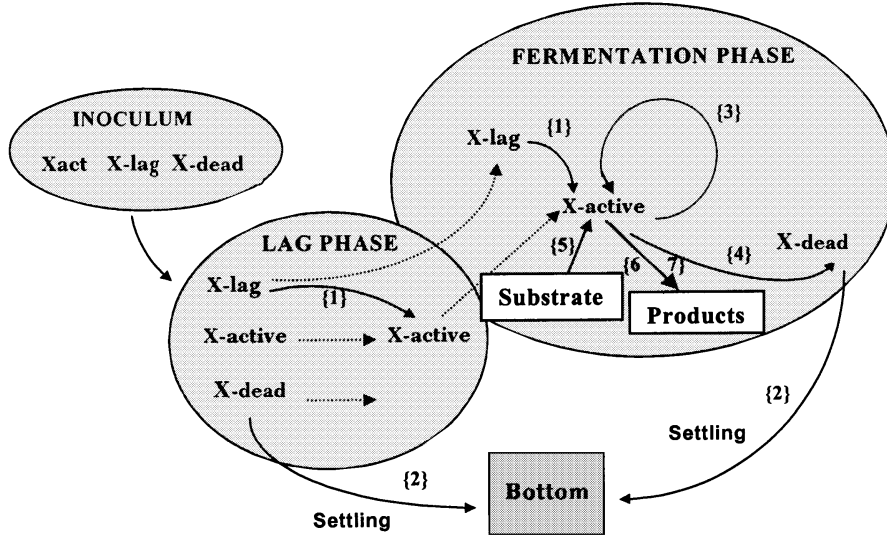 INOCULUM
Xact X-lag X-dead
LAG PHASE
X-lag
{1}
X-active
X-active
X-dead
{2}
Settling
FERMENTATION PHASE
X-lag
{1}
{3}
X-active
X-dead
{5}
{6
7}
{4}
Substrate
Products
{2}
Settling
Bottom